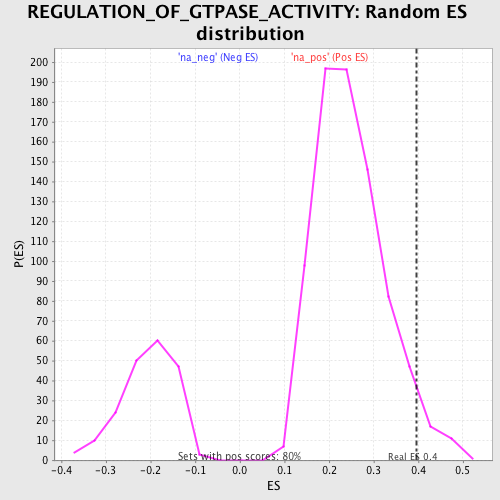 REGULATION_OF_GTPASE_ACTIVITY: Random ES
distribution
'na_neg' (Neg ES) 'na_pos' (Pos ES)
200
190
180
170
160
150
140
130
120
110
100
90
80
70
60
50
40
30
20
10
0
P(ES)
Sets with pos scores: 80%
Real ES 0.4
-0.4 -0.3 -0.2 -0.1 0.0 0.1 0.2 0.3 0.4 0.5
ES